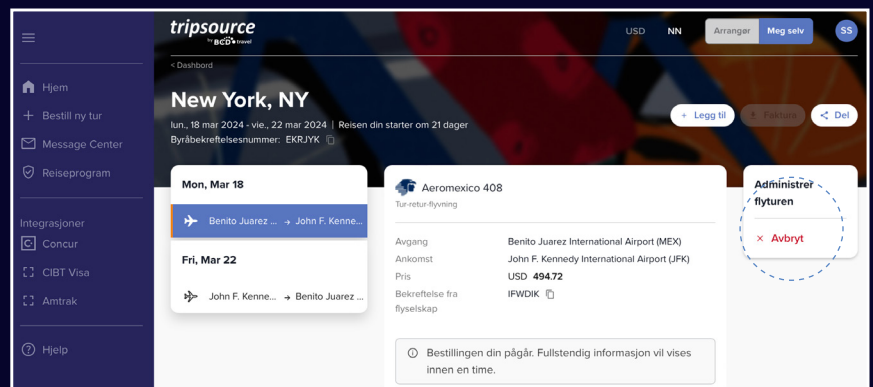 tripsource
by BCD travel
USD
NN
Arrangør
Meg selv
SS
< Dashbord
Hjem
Bestill ny tur
Message Center
Reiseprogram
Integrasjoner
Concur
CIBT Visa
Amtrak
Hjelp
New York, NY
lun., 18 mar 2024 - vie., 22 mar 2024 | Reisen din starter om 21 dager
Byråbekreftelsesnummer: EKRJYK
+ Legg til
Faktura
Del
Mon, Mar 18
Benito Juarez ... → John F. Kenne...
Fri, Mar 22
John F. Kenne... → Benito Juarez ...
Aeromexico 408
Tur-retur-flyvning
Avgang Benito Juarez International Airport (MEX)
Ankomst John F. Kennedy International Airport (JFK)
Pris USD 494.72
Bekreftelse fra IFWDIK
flyselskap
Bestillingen din pågår. Fullstendig informasjon vil vises
innen en time.
Administrer
flyturen
× Avbryt